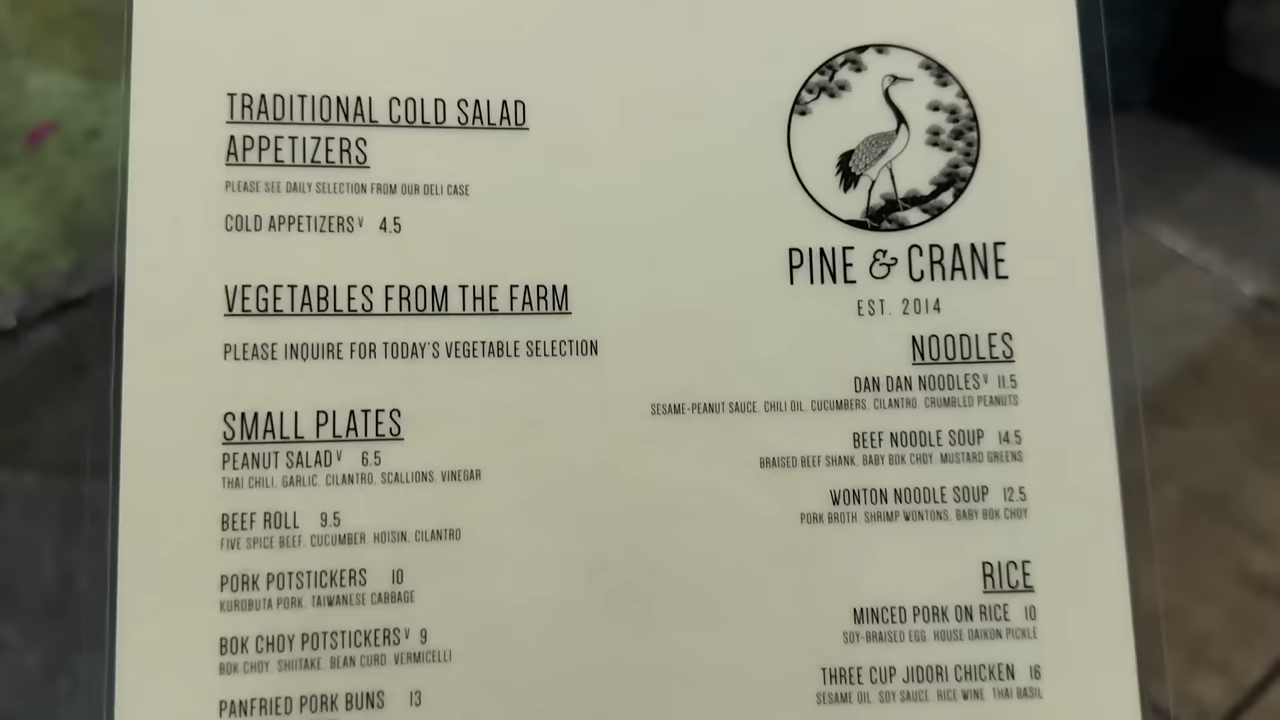 TRADITIONAL COLD SALAD
APPETIZERS
PLEASE SEE DAILY SELECTION FROM OUR DELI CASE
COLD APPETIZERS V 4.5
VEGETABLES FROM THE FARM
PLEASE INQUIRE FOR TODAY'S VEGETABLE SELECTION
SMALL PLATES
PEANUT SALAD V 6.5
THAI CHILI, GARLIC, CILANTRO, SCALLIONS, VINEGAR
BEEF ROLL 9.5
FIVE SPICE BEEF, CUCUMBER, HOISIN, CILANTRO
PORK POTSTICKERS 10
KUROBUTA PORK, TAIWANESE CABBAGE
BOK CHOY POTSTICKERS V 9
BOK CHOY, SHIITAKE, BEAN CURD, VERMICELLI
PANFRIED PORK BUNS 13
PINE & CRANE
EST. 2014
NOODLES
DAN DAN NOODLES V 11.5
SESAME-PEANUT SAUCE, CHILI OIL, CUCUMBERS, CILANTRO, CRUMBLED PEANUTS
BEEF NOODLE SOUP 14.5
BRAISED BEEF SHANK, BABY BOK CHOY, MUSTARD GREENS
WONTON NOODLE SOUP 12.5
PORK BROTH, SHRIMP WONTONS, BABY BOK CHOY
RICE
MINCED PORK ON RICE 10
SOY-BRAISED EGG, HOUSE DAIKON PICKLE
THREE CUP JIDORI CHICKEN 16
SESAME OIL, SOY SAUCE, RICE WINE, THAI BASIL